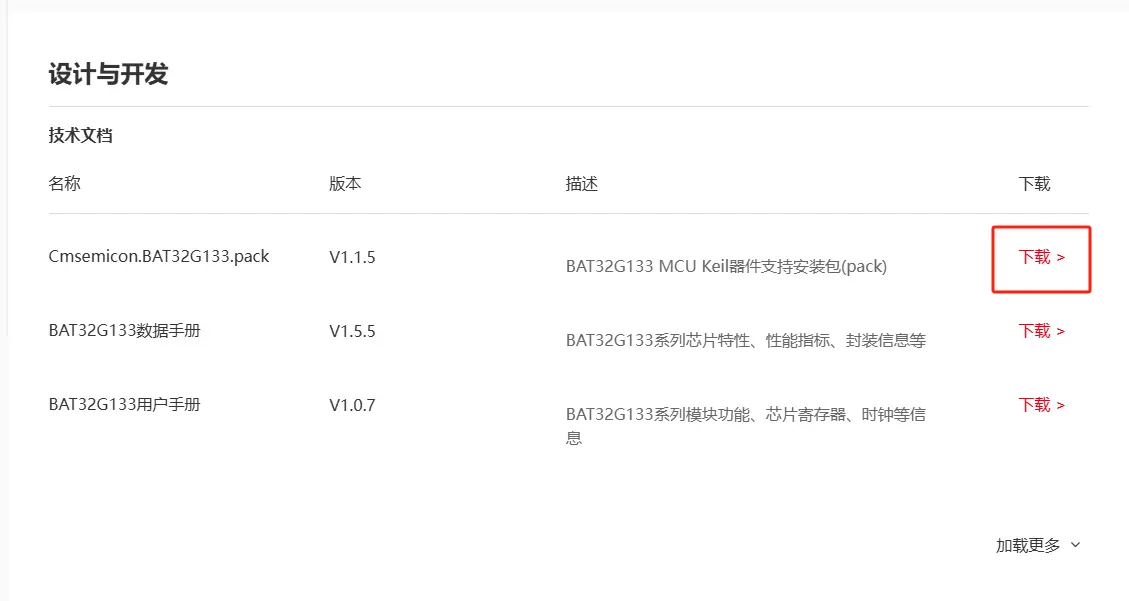 设计与开发
技术文档
名称 版本 描述 下载
Cmsemicon.BAT32G133.pack V1.1.5 BAT32G133 MCU Keil器件支持安装包(pack) 下载 >
BAT32G133数据手册 V1.5.5 BAT32G133系列芯片特性、性能指标、封装信息等 下载 >
BAT32G133用户手册 V1.0.7 BAT32G133系列模块功能、芯片寄存器、时钟等信 下载 >
息
加载更多